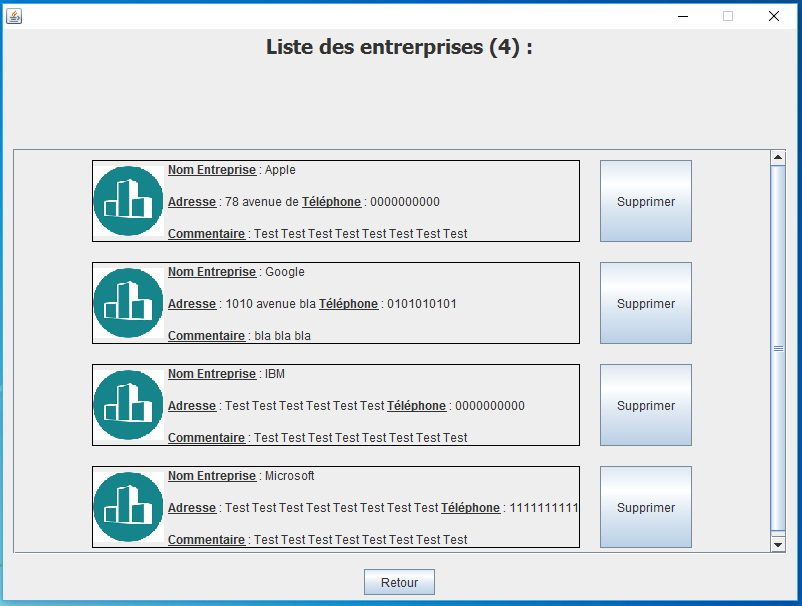 Liste des entrerprises (4) :
Nom Entreprise : Apple
Adresse : 78 avenue de Téléphone : 0000000000
Commentaire : Test Test Test Test Test Test Test Test
Supprimer
Nom Entreprise : Google
Adresse : 1010 avenue bla Téléphone : 0101010101
Commentaire : bla bla bla
Supprimer
Nom Entreprise : IBM
Adresse : Test Test Test Test Test Test Téléphone : 0000000000
Commentaire : Test Test Test Test Test Test Test Test
Supprimer
Nom Entreprise : Microsoft
Adresse : Test Test Test Test Test Test Test Test Téléphone : 1111111111
Commentaire : Test Test Test Test Test Test Test Test
Supprimer
Retour